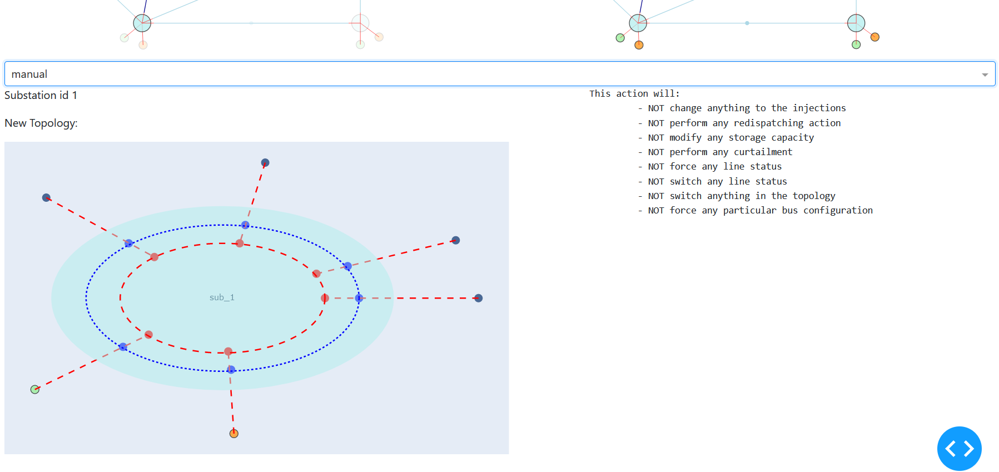 manual
Substation id 1
New Topology:
sub_1
This action will:
- NOT change anything to the injections
- NOT perform any redispatching action
- NOT modify any storage capacity
- NOT perform any curtailment
- NOT force any line status
- NOT switch any line status
- NOT switch anything in the topology
- NOT force any particular bus configuration